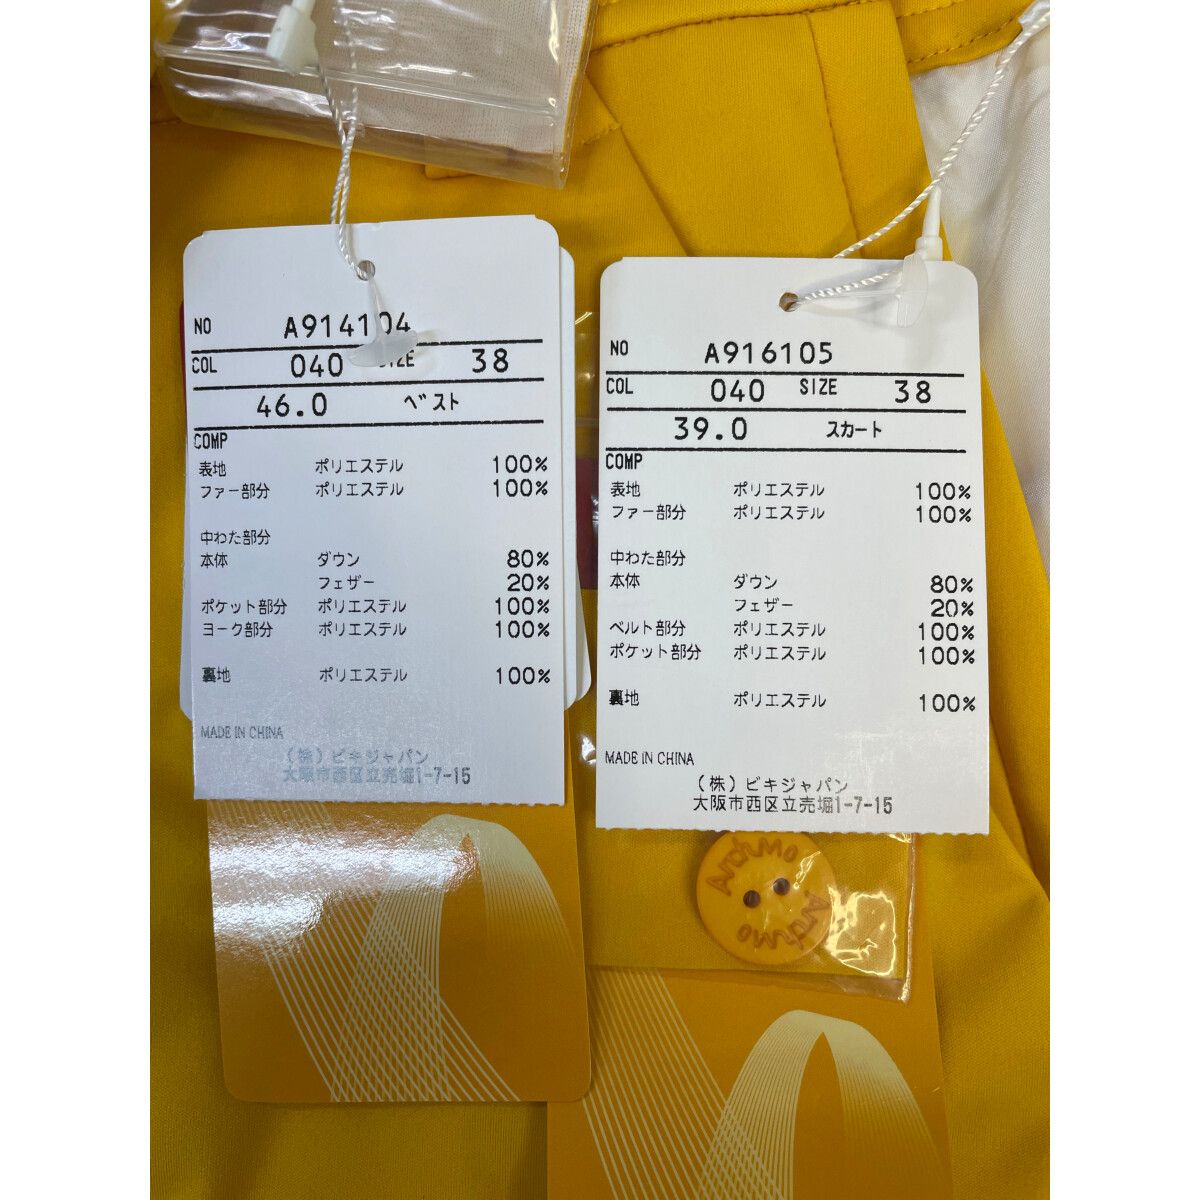 NO A914104
COL 040 SIZE 38
46.0 ベスト
COMP
表地 ポリエステル 100%
ファー部分 ポリエステル 100%
中わた部分
本体 ダウン 80%
フェザー 20%
ポケット部分 ポリエステル 100%
ヨーク部分 ポリエステル 100%
裏地 ポリエステル 100%
MADE IN CHINA
(株)ビキジャパン
大阪市西区立売堀1-7-15
NO A916105
COL 040 SIZE 38
39.0 スカート
COMP
表地 ポリエステル 100%
ファー部分 ポリエステル 100%
中わた部分
本体 ダウン 80%
フェザー 20%
ベルト部分 ポリエステル 100%
ポケット部分 ポリエステル 100%
裏地 ポリエステル 100%
MADE IN CHINA
(株)ビキジャパン
大阪市西区立売堀1-7-15